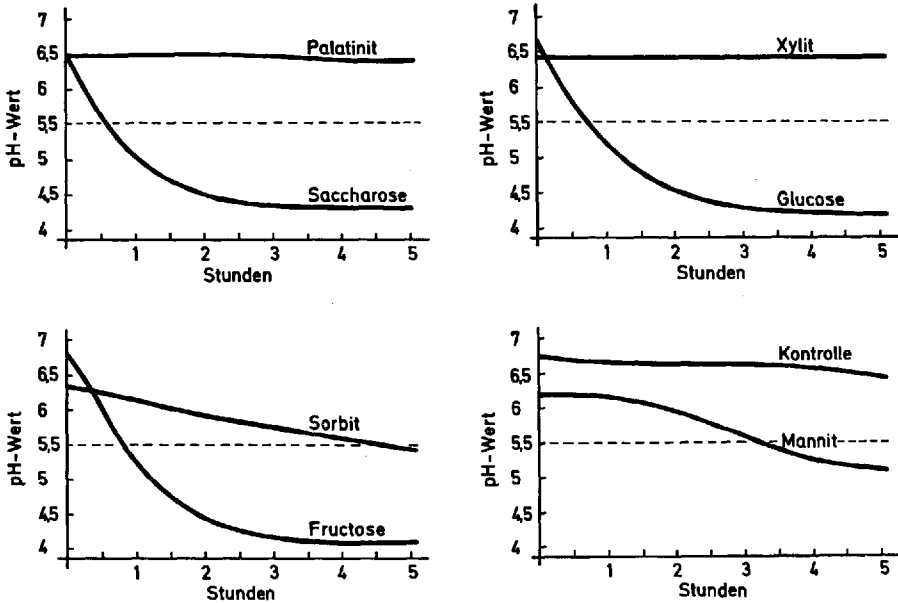 7
6,5
6
5,5
5
4,5
4
pH-Wert
Palatinit
Saccharose
1 2 3 4 5
Stunden
7
6,5
6
5,5
5
4,5
4
pH-Wert
Xylit
Glucose
1 2 3 4 5
Stunden
7
6,5
6
5,5
5
4,5
4
pH-Wert
Sorbit
Fructose
1 2 3 4 5
Stunden
7
6,5
6
5,5
5
4,5
4
pH-Wert
Kontrolle
Mannit
1 2 3 4 5
Stunden